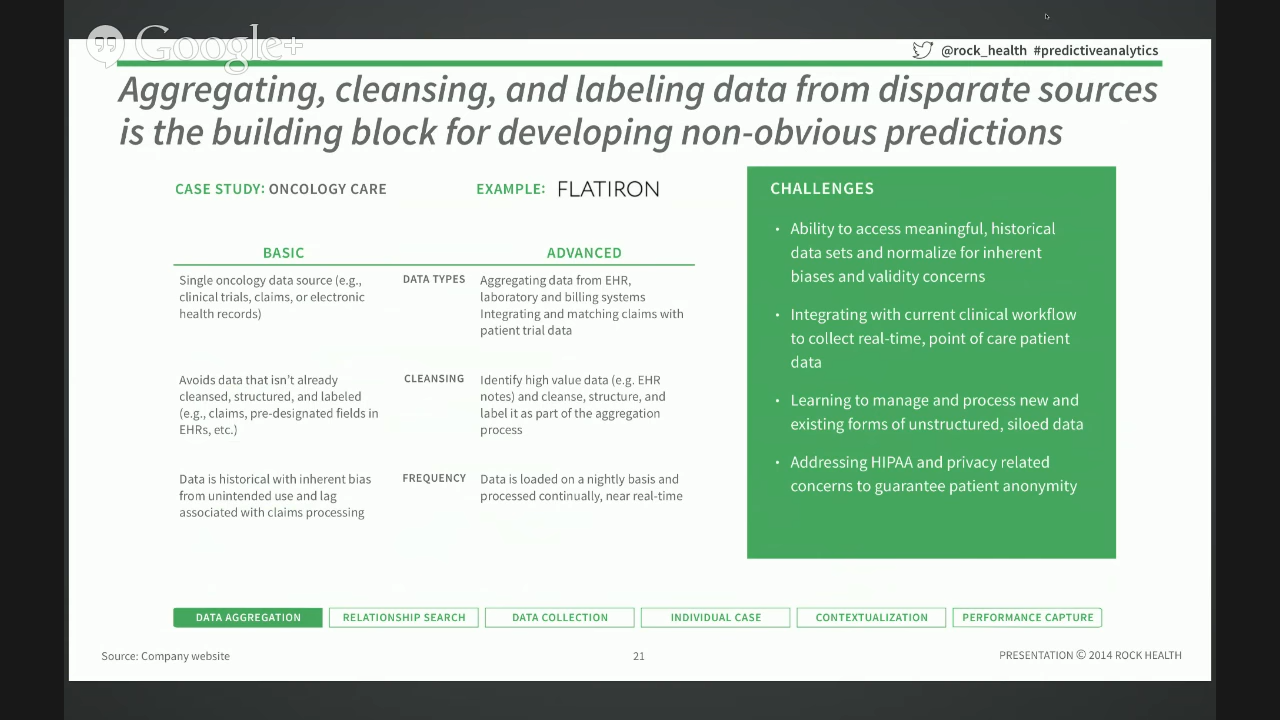 Google+
@rock_health #predictiveanalytics
Aggregating, cleansing, and labeling data from disparate sources
is the building block for developing non-obvious predictions
CASE STUDY: ONCOLOGY CARE
EXAMPLE: FLATIRON
BASIC
ADVANCED
Single oncology data source (e.g.,
clinical trials, claims, or electronic
health records)
DATA TYPES
Aggregating data from EHR,
laboratory and billing systems
Integrating and matching claims with
patient trial data
Avoids data that isn't already
cleansed, structured, and labeled
(e.g., claims, pre-designated fields in
EHRs, etc.)
CLEANSING
Identify high value data (e.g. EHR
notes) and cleanse, structure, and
label it as part of the aggregation
process
Data is historical with inherent bias
from unintended use and lag
associated with claims processing
FREQUENCY
Data is loaded on a nightly basis and
processed continually, near real-time
CHALLENGES
• Ability to access meaningful, historical
data sets and normalize for inherent
biases and validity concerns
• Integrating with current clinical workflow
to collect real-time, point of care patient
data
• Learning to manage and process new and
existing forms of unstructured, siloed data
• Addressing HIPAA and privacy related
concerns to guarantee patient anonymity
DATA AGGREGATION
RELATIONSHIP SEARCH
DATA COLLECTION
INDIVIDUAL CASE
CONTEXTUALIZATION
PERFORMANCE CAPTURE
Source: Company website
21
PRESENTATION © 2014 ROCK HEALTH